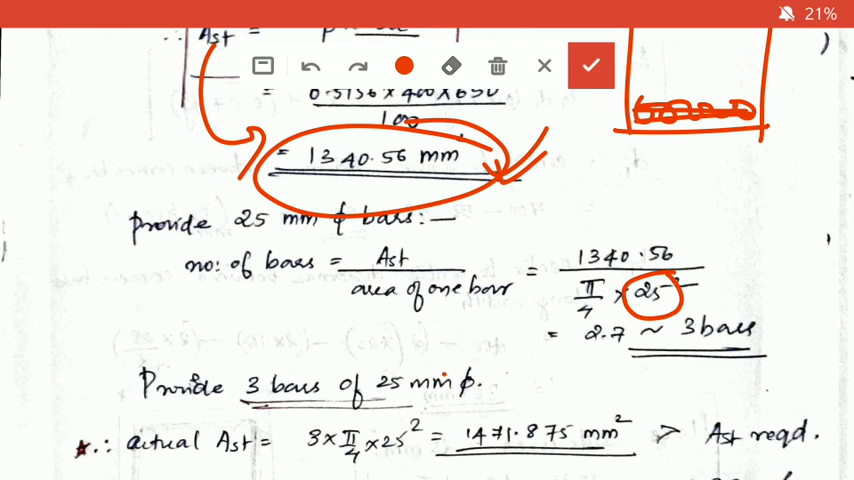 21%
∴ Ast =
= 0.5156 x 400 x 650
100
)
= 1340.56 mm
Provide 25 mm ϕ bars:—
no: of bars = Ast / area of one bar = 1340.56 / π/4 x 25²
= 2.7 ~ 3 bars
Provide 3 bars of 25 mm ϕ.
∴ actual Ast = 3 x π/4 x 25² = 1471.875 mm² > Ast reqd.